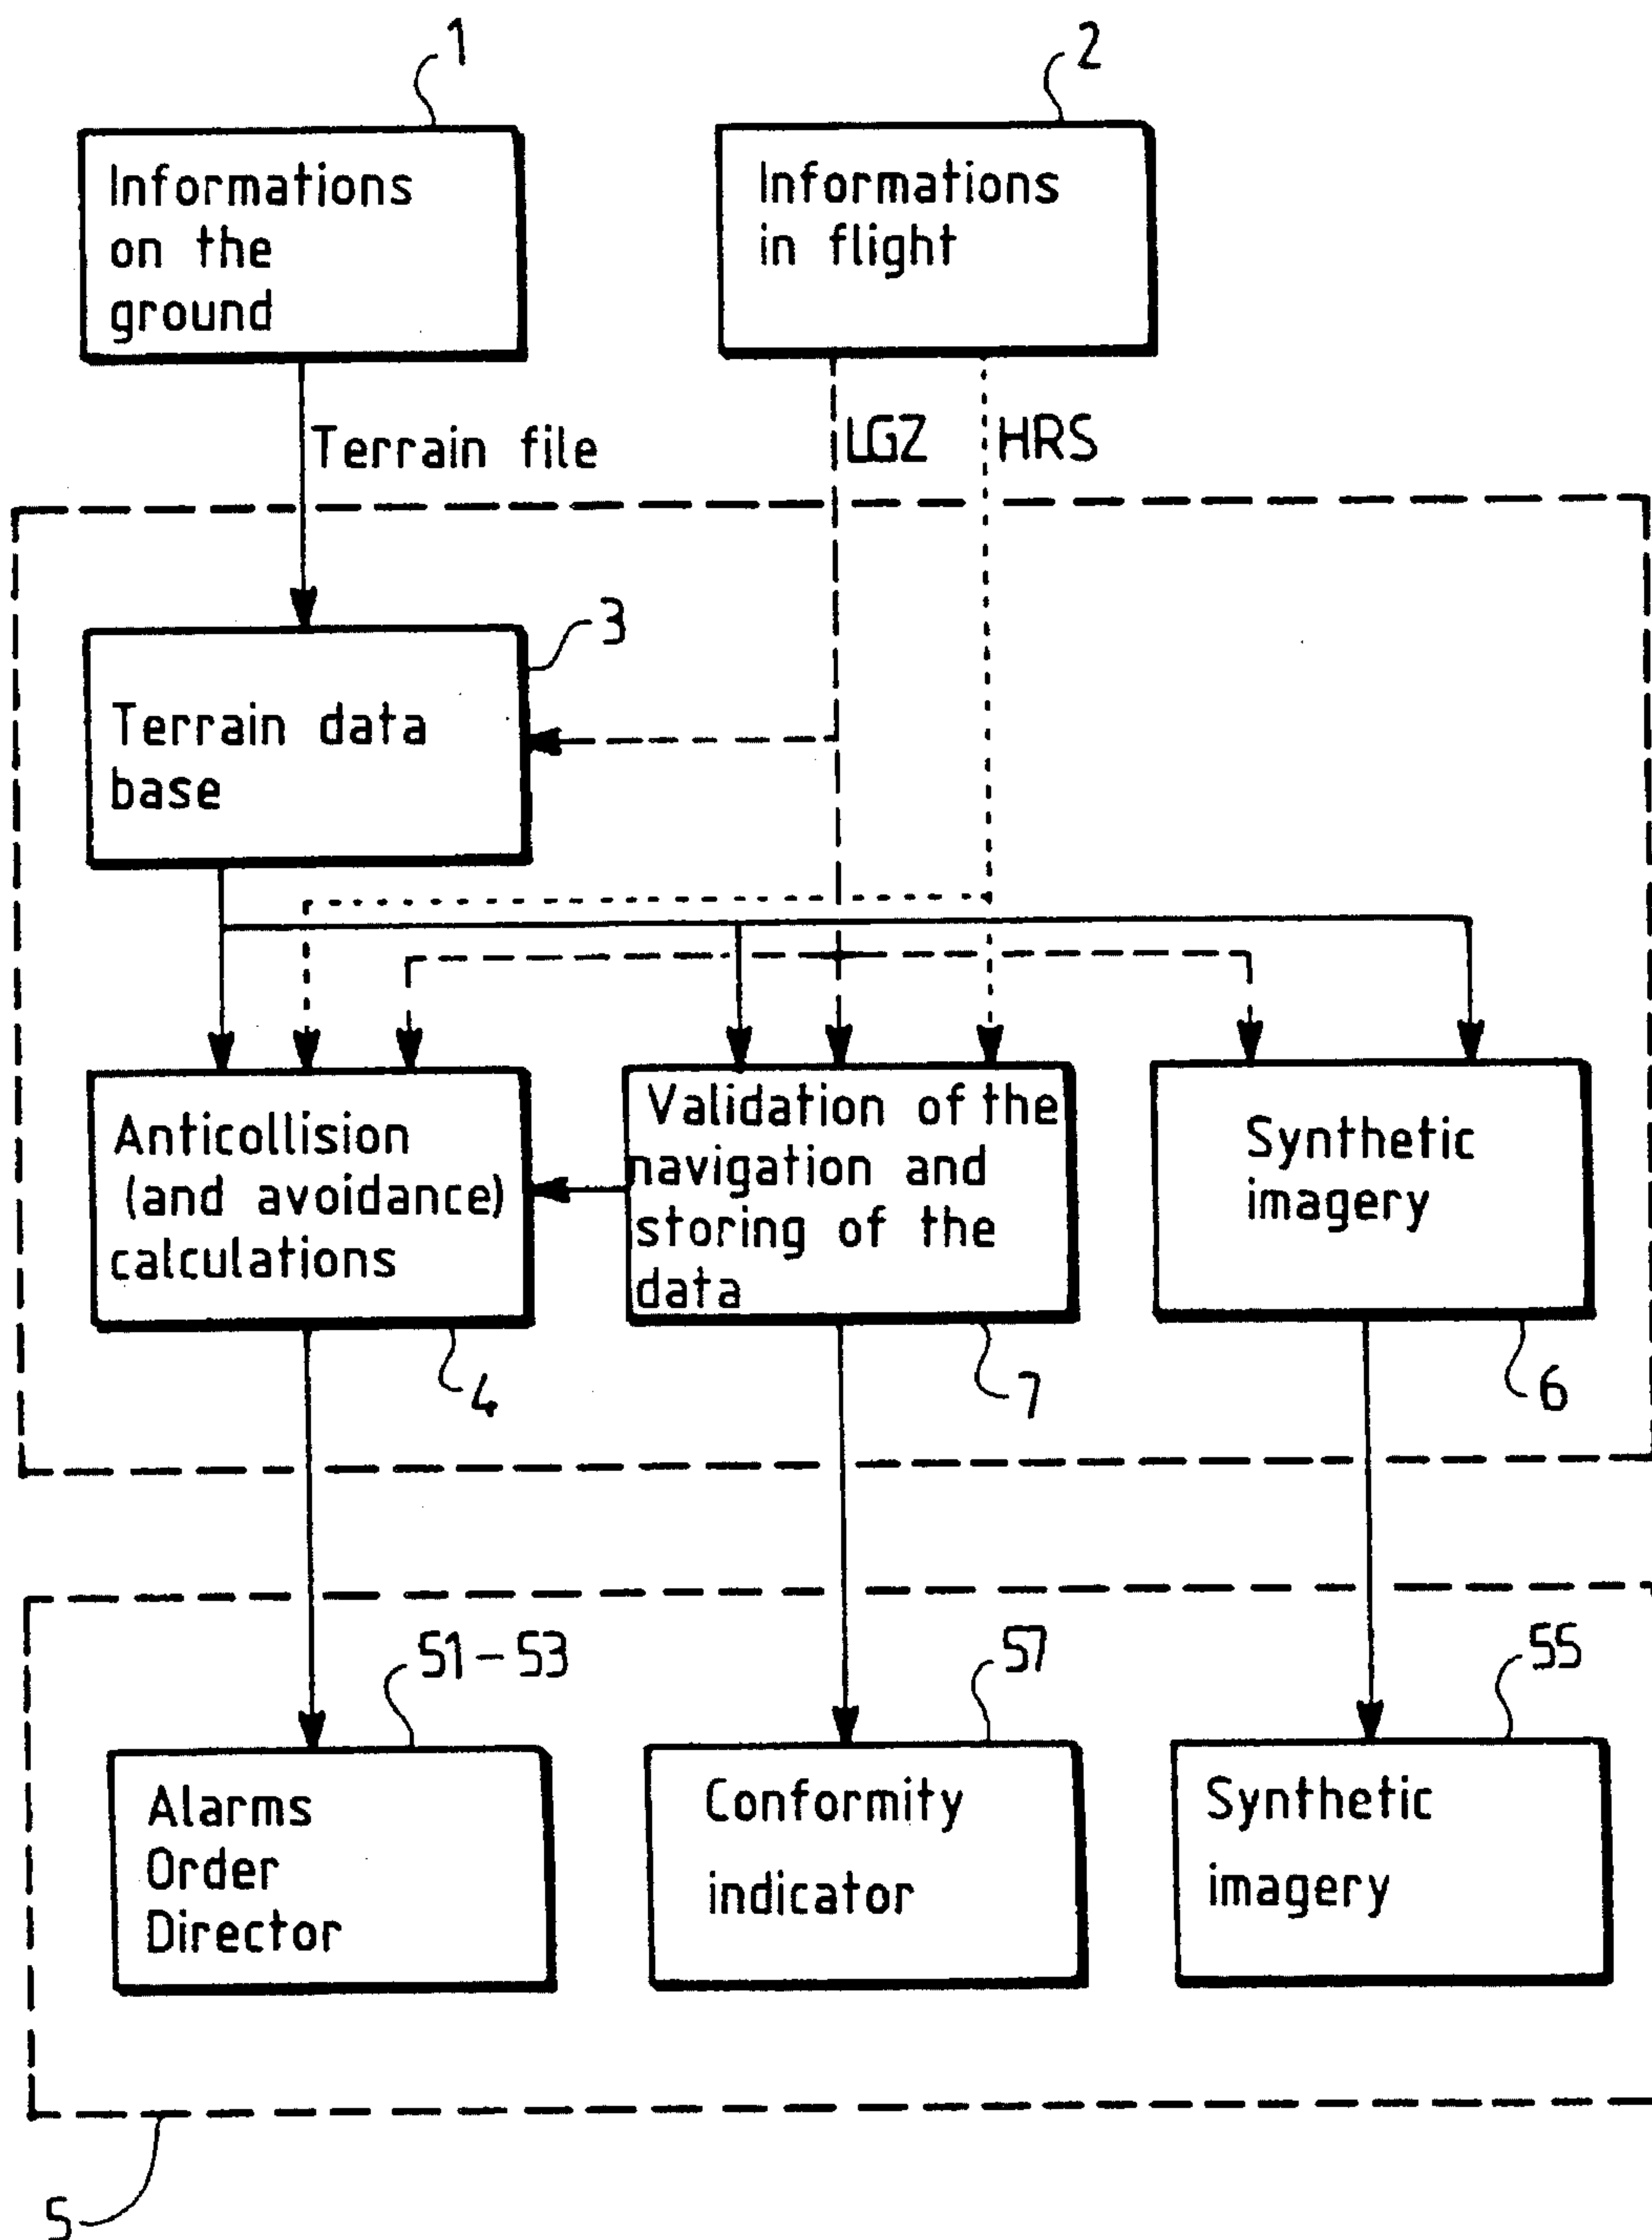 1
2
Informations
on the
ground
Informations
in flight
Terrain file
LGZ
HRS
3
Terrain data
base
Anticollision
(and avoidance)
calculations
Validation of the
navigation and
storing of the
data
Synthetic
imagery
4
7
6
51-53
57
55
Alarms
Order
Director
Conformity
indicator
Synthetic
imagery
5